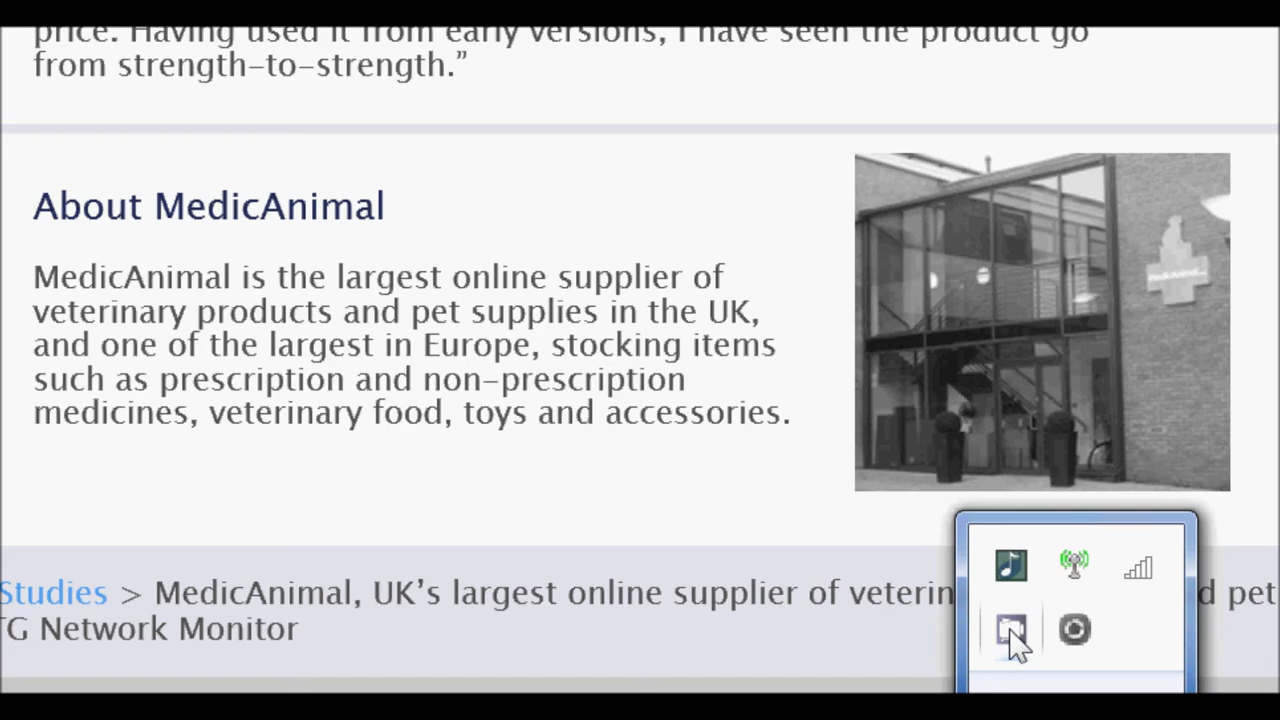 price. Having used it from early versions, I have seen the product go
from strength-to-strength.”
About MedicAnimal
MedicAnimal is the largest online supplier of
veterinary products and pet supplies in the UK,
and one of the largest in Europe, stocking items
such as prescription and non-prescription
medicines, veterinary food, toys and accessories.
MedicAnimal
Studies > MedicAnimal, UK’s largest online supplier of veterin d pet
TG Network Monitor